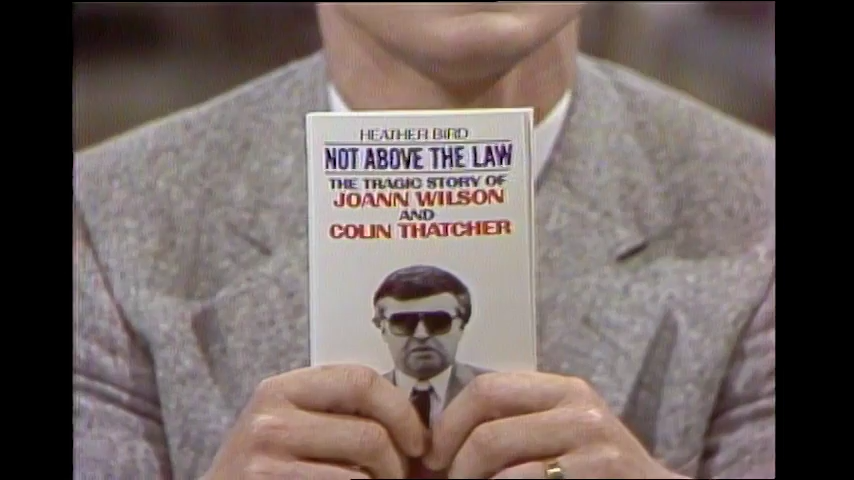 HEATHER BIRD
NOT ABOVE THE LAW
THE TRAGIC STORY OF
JOANN WILSON
AND
COLIN THATCHER